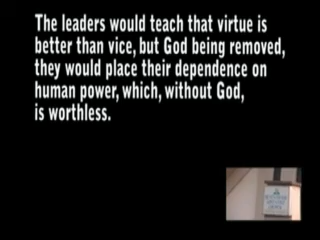 The leaders would teach that virtue is
better than vice, but God being removed,
they would place their dependence on
human power, which, without God,
is worthless.